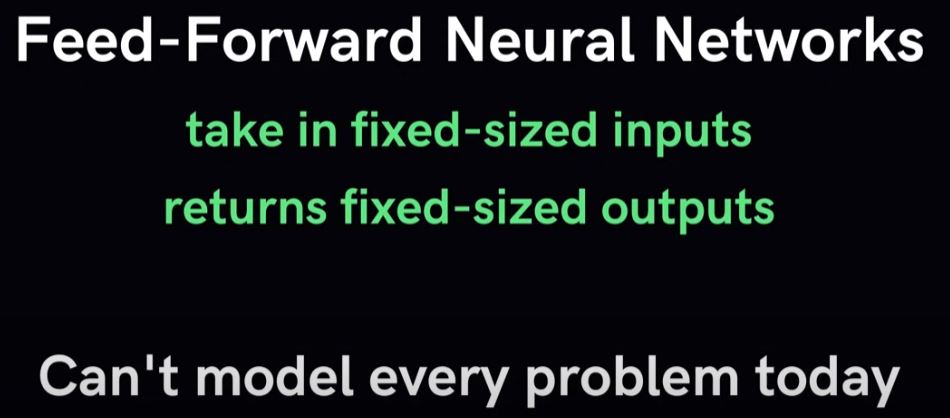 Feed-Forward Neural Networks
take in fixed-sized inputs
returns fixed-sized outputs
Can't model every problem today